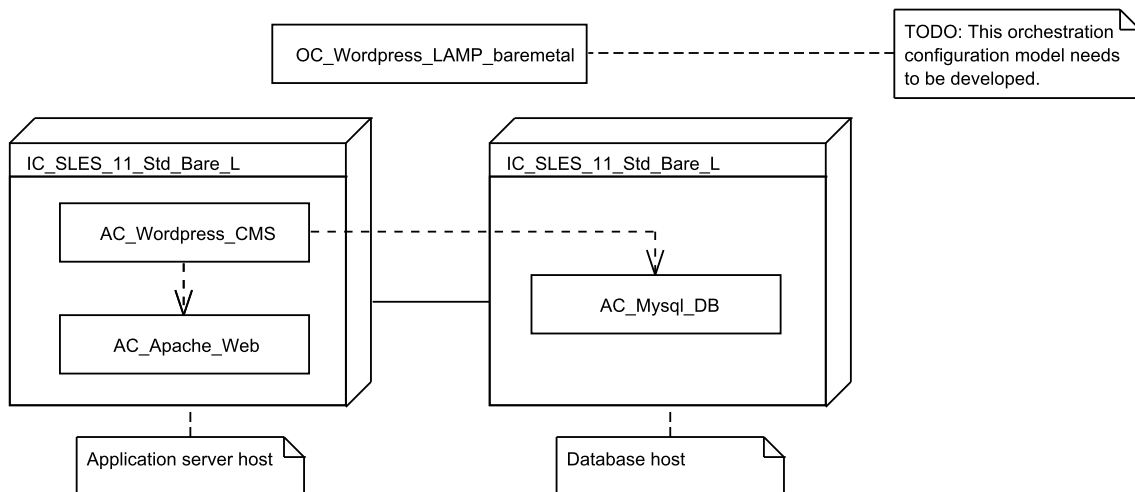 OC_Wordpress_LAMP_baremetal
TODO: This orchestration
configuration model needs
to be developed.
IC_SLES_11_Std_Bare_L
AC_Wordpress_CMS
AC_Apache_Web
Application server host
IC_SLES_11_Std_Bare_L
AC_Mysql_DB
Database host